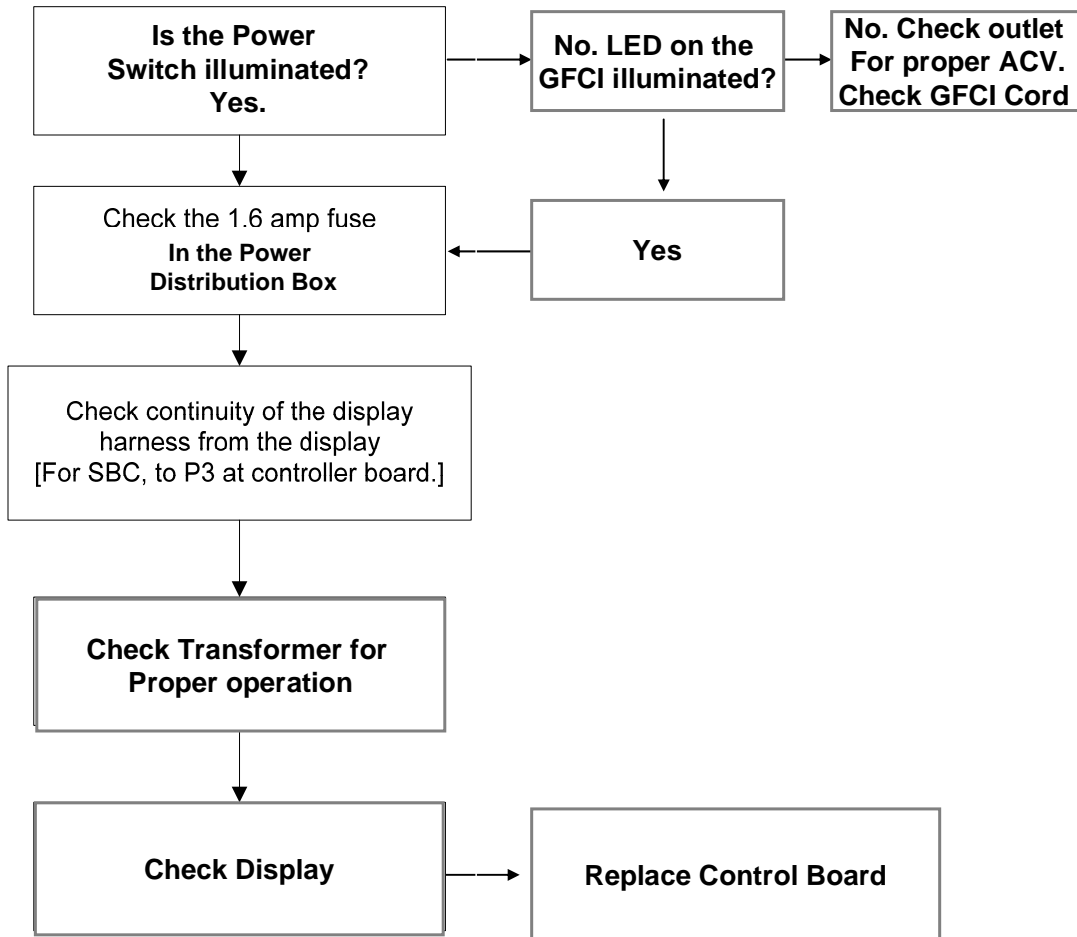 Is the Power
Switch illuminated?
Yes.
No. LED on the
GFCI illuminated?
No. Check outlet
For proper ACV.
Check GFCI Cord
Check the 1.6 amp fuse
In the Power
Distribution Box
Yes
Check continuity of the display
harness from the display
[For SBC, to P3 at controller board.]
Check Transformer for
Proper operation
Check Display
Replace Control Board